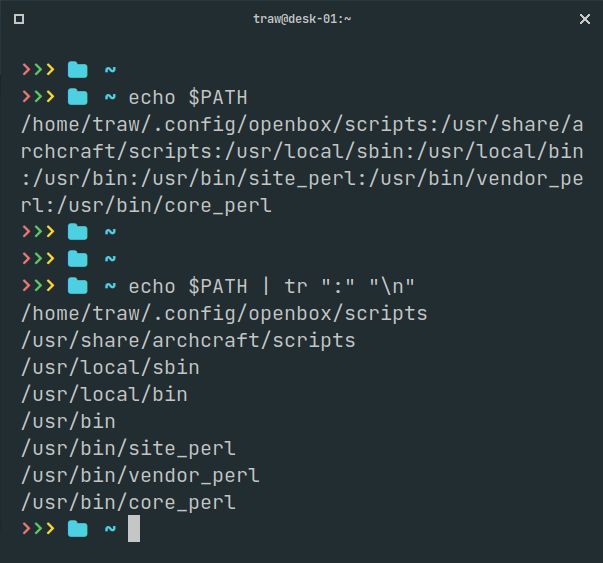 traw@desk-01:~
>>> ~
>>> ~ echo $PATH
/home/traw/.config/openbox/scripts:/usr/share/a
rchcraft/scripts:/usr/local/sbin:/usr/local/bin
:/usr/bin:/usr/bin/site_perl:/usr/bin/vendor_pe
rl:/usr/bin/core_perl
>>> ~
>>> ~
>>> ~ echo $PATH | tr ":" "\n"
/home/traw/.config/openbox/scripts
/usr/share/archcraft/scripts
/usr/local/sbin
/usr/local/bin
/usr/bin
/usr/bin/site_perl
/usr/bin/vendor_perl
/usr/bin/core_perl
>>> ~